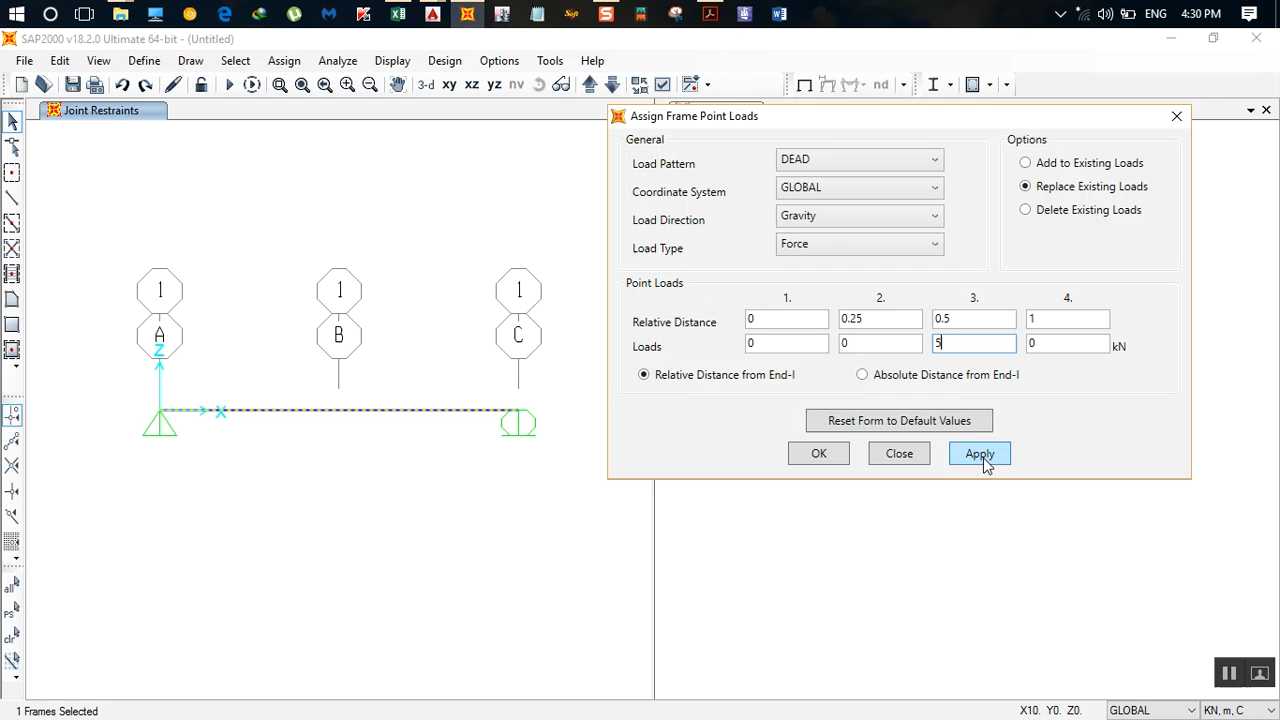 ENG 4:30 PM
SAP2000 v18.2.0 Ultimate 64-bit - (Untitled)
File Edit View Define Draw Select Assign Analyze Display Design Options Tools Help
xy xz yz nv nd
Joint Restraints
Assign Frame Point Loads
General
Load Pattern DEAD
Coordinate System GLOBAL
Load Direction Gravity
Load Type Force
Options
Add to Existing Loads
Replace Existing Loads
Delete Existing Loads
Point Loads
1. 2. 3. 4.
Relative Distance 0 0.25 0.5 1
Loads 0 0 5 0 kN
Relative Distance from End-I Absolute Distance from End-I
Reset Form to Default Values
OK Close Apply
1 1 1
A B C
Z
X
all
PS
clr
1 Frames Selected
X10. Y0. Z0. GLOBAL KN, m, C